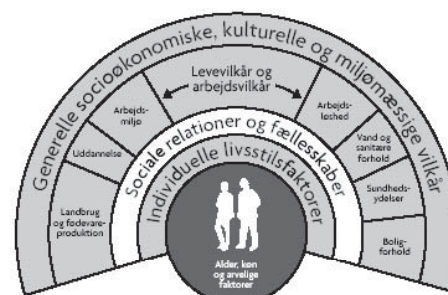 Generelle socioøkonomiske, kulturelle og miljømæssige vilkår
Levevilkår og
arbejdsvilkår
Arbejds-
miljø
Uddannelse
Landbrug
og fødevare-
produktion
Arbejds-
løshed
Vand og
sanitære
forhold
Sundheds-
ydelser
Bolig-
forhold
Sociale relationer og fællesskaber
Individuelle livsstilsfaktorer
Alder, køn
og arvelige
faktorer